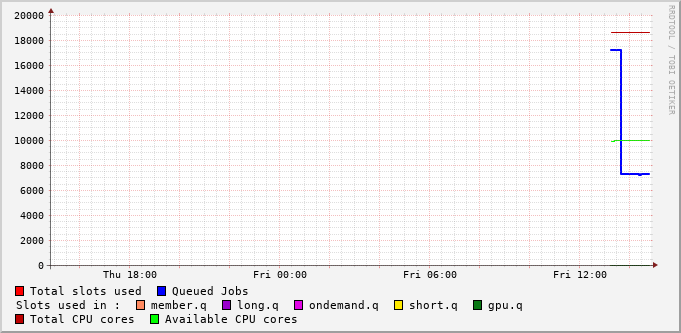 20000
18000
16000
14000
12000
10000
8000
6000
4000
2000
0
Thu 18:00 Fri 00:00 Fri 06:00 Fri 12:00
RRDTOOL / TOBI OETIKER
Total slots used Queued Jobs
Slots used in : member.q long.q ondemand.q short.q gpu.q
Total CPU cores Available CPU cores